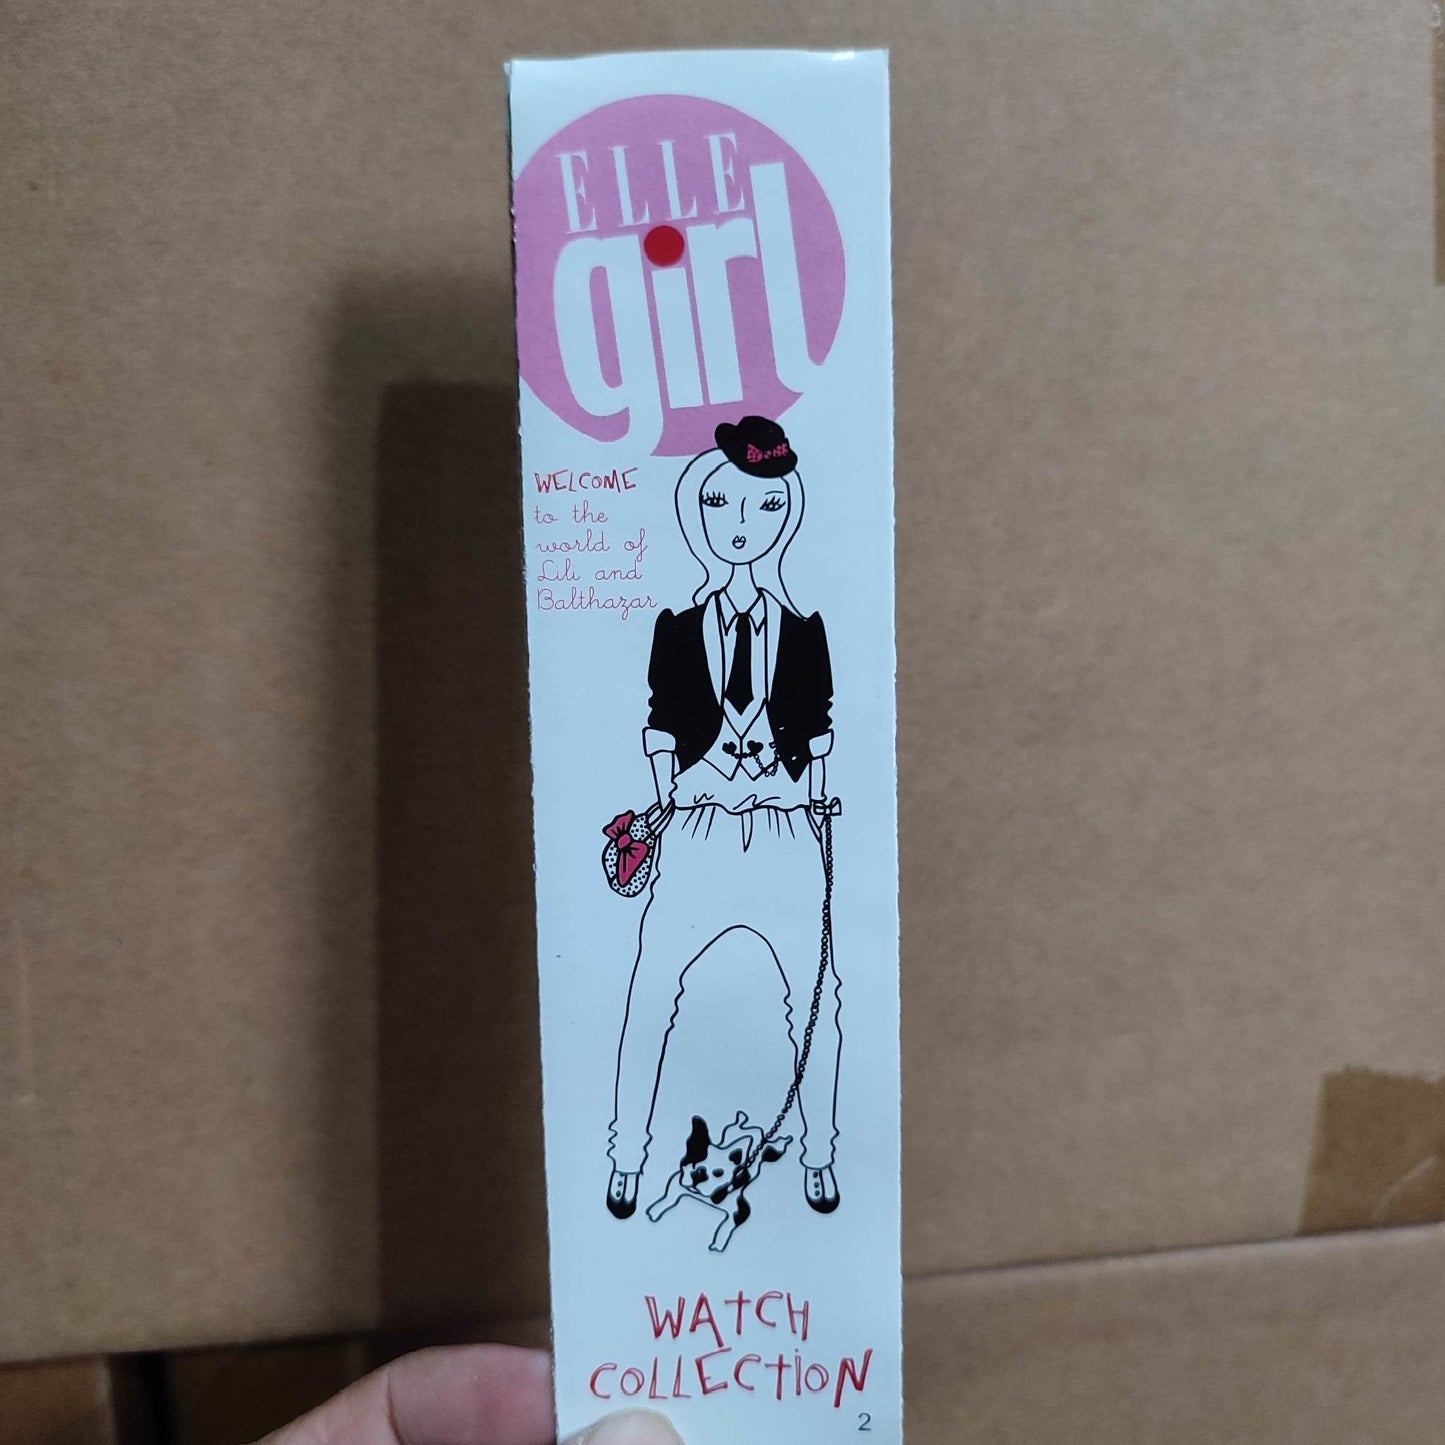 ELLE
girl
WELCOME
to the
world of
Lili and
Balthazar
WATCH
COLLECTION
2